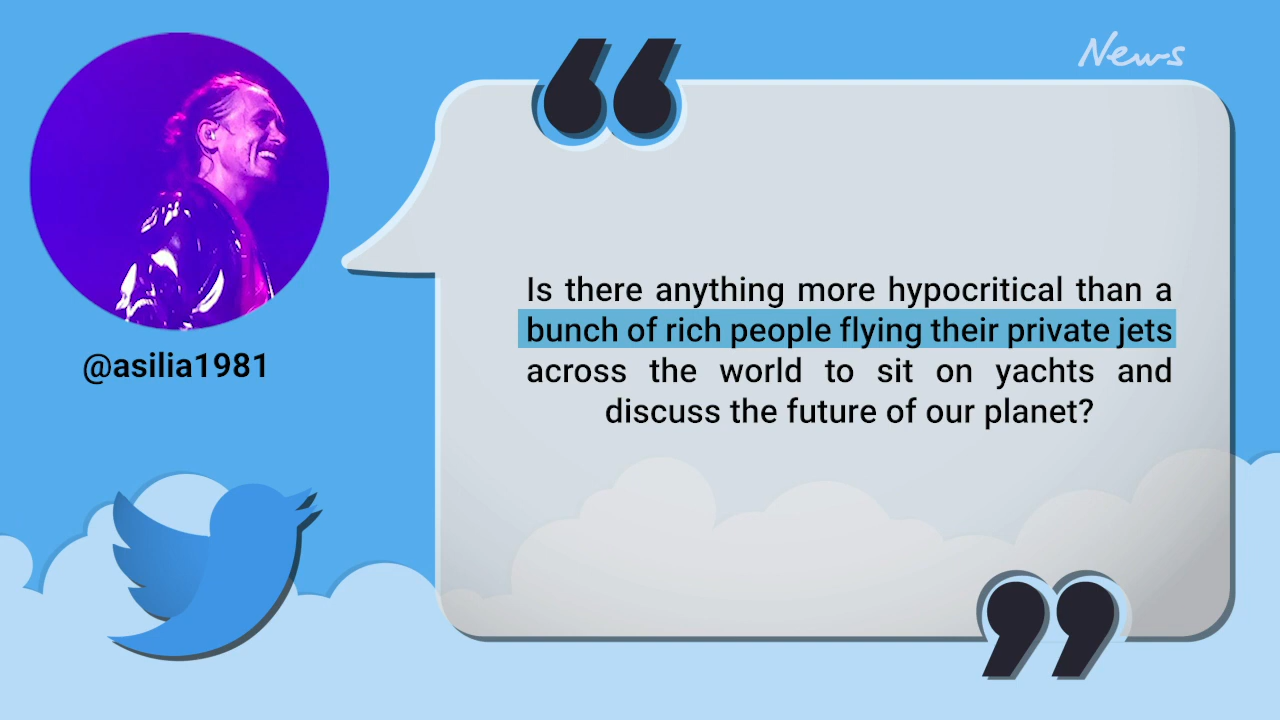 News
Is there anything more hypocritical than a
bunch of rich people flying their private jets
across the world to sit on yachts and
discuss the future of our planet?
@asilia1981